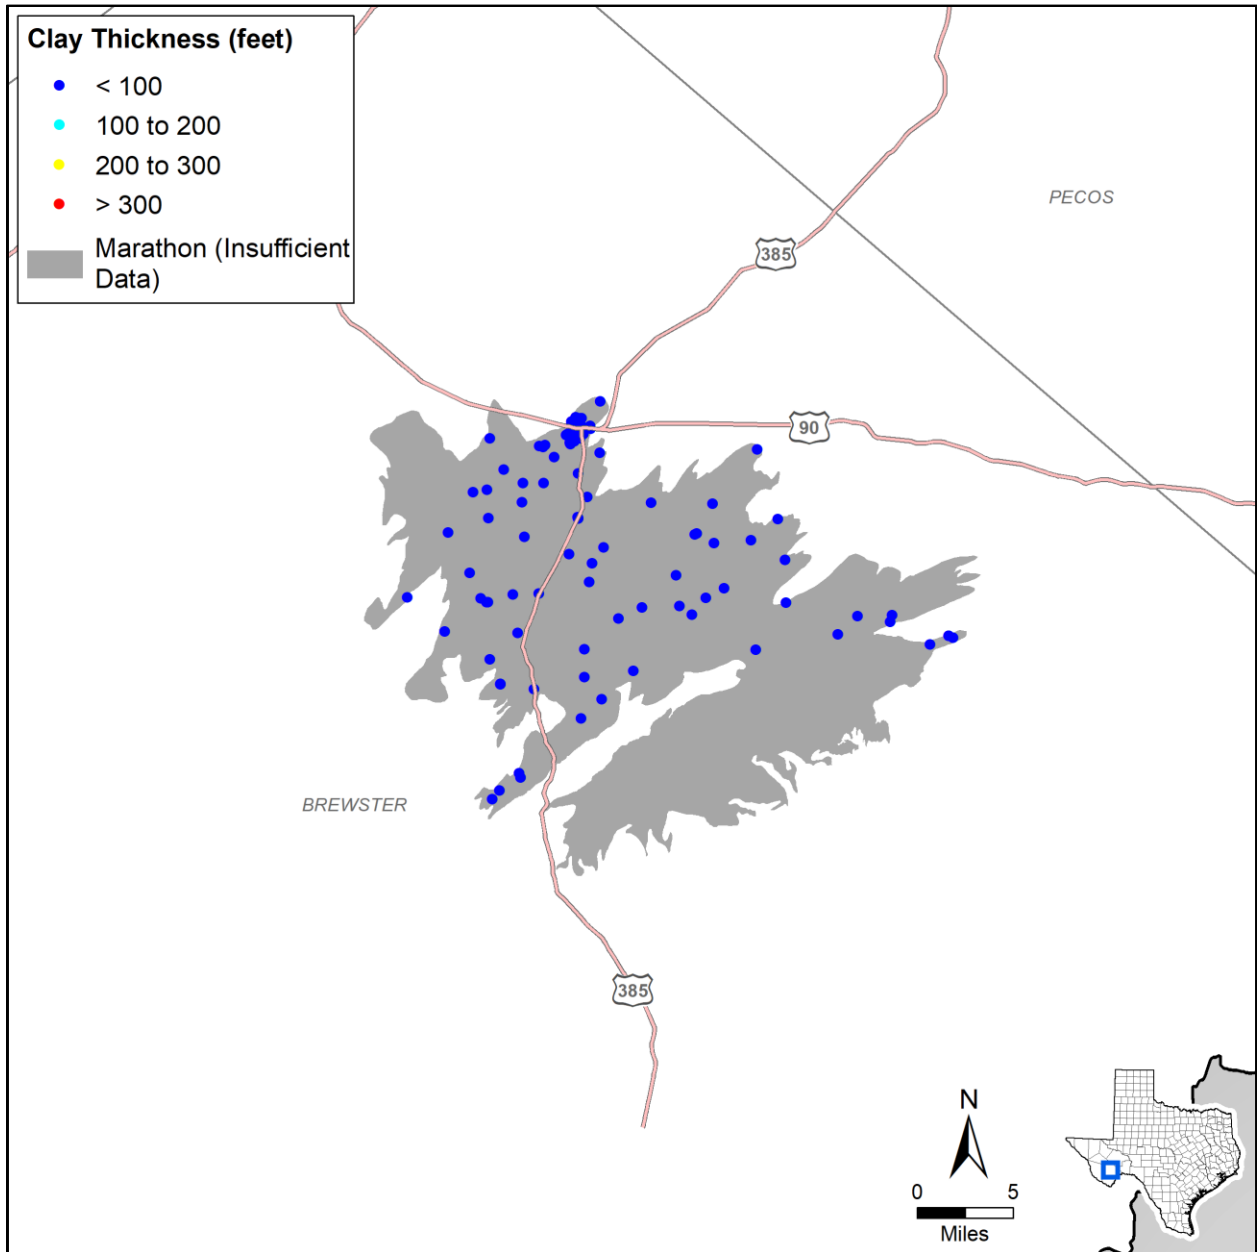 Clay Thickness (feet)
< 100
100 to 200
200 to 300
> 300
Marathon (Insufficient
Data)
PECOS
385
90
BREWSTER
385
N
0 5
Miles